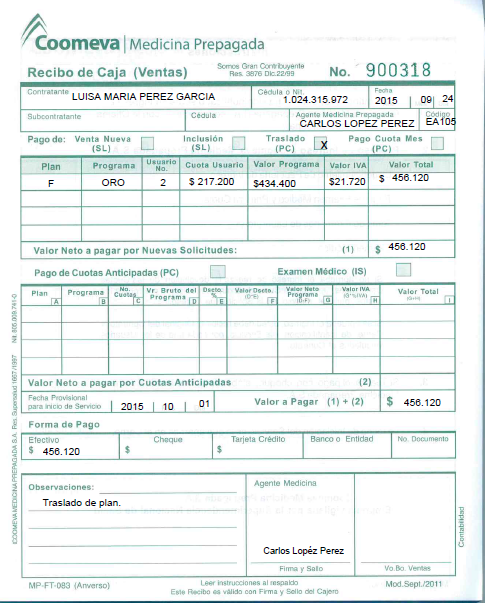 Coomeva | Medicina Prepagada
Recibo de Caja (Ventas) Somos Gran Contribuyente Res. 3876 Dic.22/99 No. 900318
Contratante LUISA MARIA PEREZ GARCIA Cédula o Nit. 1.024.315.972 Fecha 2015 09 24
Subcontratante Cédula Agente Medicina Prepagada CARLOS LOPEZ PEREZ Código EA105
Pago de: Venta Nueva (SL) Inclusión (SL) Traslado (PC) X Pago Cuota Mes (PC)
Plan Programa Usuario No. Cuota Usuario Valor Programa Valor IVA Valor Total
F ORO 2 $ 217.200 $434.400 $21.720 $ 456.120
Valor Neto a pagar por Nuevas Solicitudes: (1) $ 456.120
Pago de Cuotas Anticipadas (PC) Examen Médico (IS)
Plan A Programa B No. Cuotas C Vr. Bruto del Programa D Dscto. % E Valor Dscto. (D*E) F Valor Neto Programa (D-F) G Valor IVA (G*%IVA) H Valor Total (G+H) I
Valor Neto a pagar por Cuotas Anticipadas (2)
Fecha Provisional para inicio de Servicio 2015 | 10 | 01 Valor a Pagar (1) + (2) $ 456.120
Forma de Pago
Efectivo Cheque Tarjeta Crédito Banco o Entidad No. Documento
$ 456.120 $ $
Observaciones: Agente Medicina
Traslado de plan.
Carlos Lopéz Perez
Firma y Sello Vo.Bo. Ventas
MP-FT-083 (Anverso) Leer instrucciones al respaldo Mod.Sept./2011
Este Recibo es válido con Firma y Sello del Cajero
COOMEVA MEDICINA PREPAGADA S.A. Res. Supersalud 1657/1997 Nit. 805.009.741-0
Contabilidad